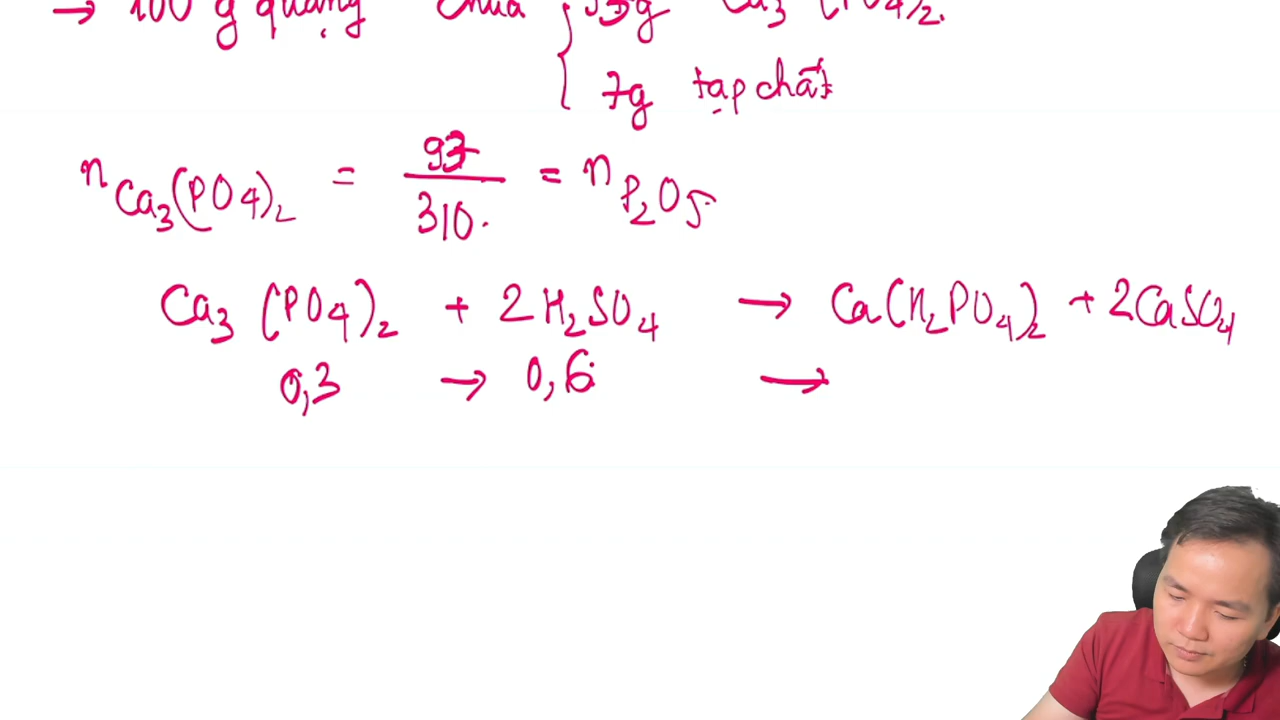 → 100 g quặng chứa { 93g Ca3(PO4)2.
7g tạp chất
nCa3(PO4)2 = 93/310. = nP2O5
Ca3(PO4)2 + 2H2SO4 → Ca(H2PO4)2 + 2CaSO4
0,3 → 0,6 →